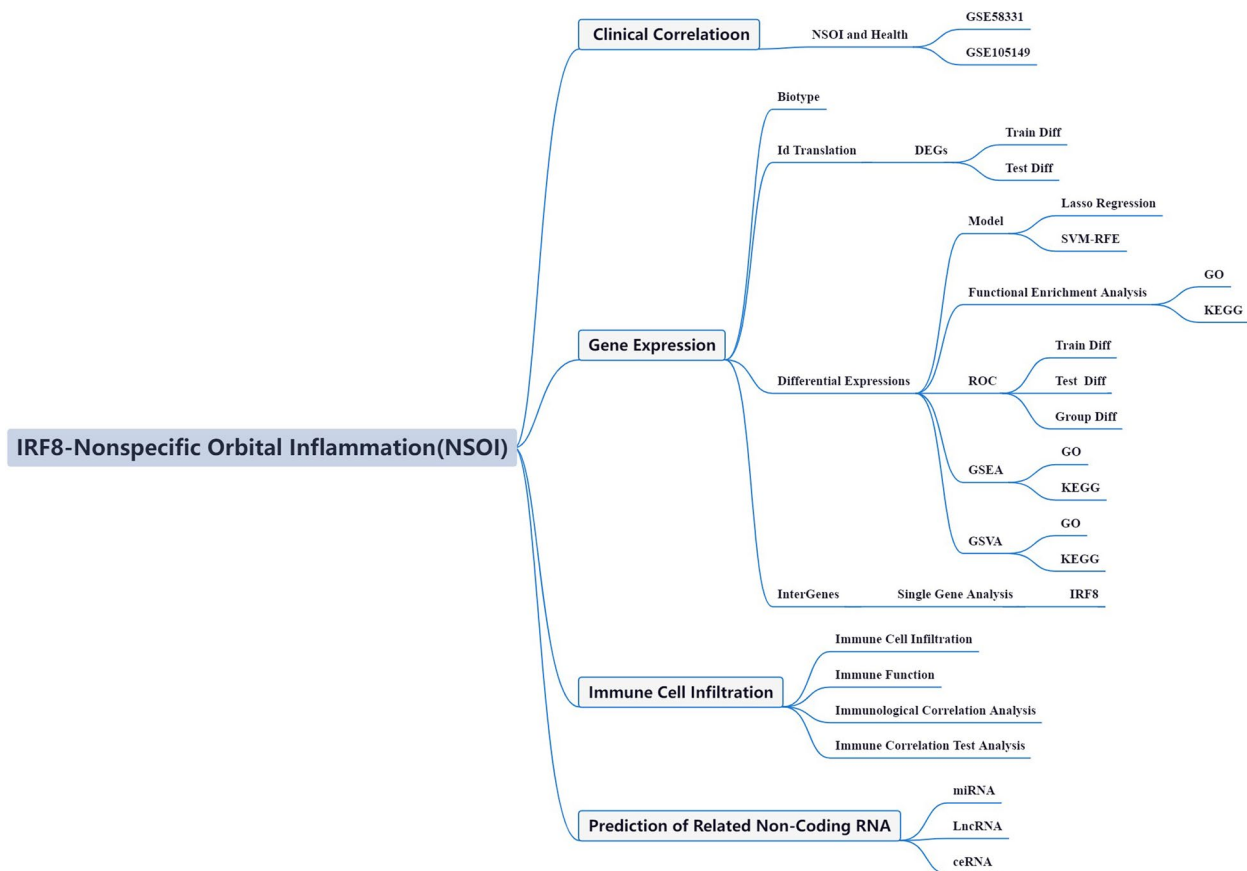 IRF8-Nonspecific Orbital Inflammation(NSOI)
Clinical Correlatioon
NSOI and Health
GSE58331
GSE105149
Gene Expression
Biotype
Id Translation
DEGs
Train Diff
Test Diff
Differential Expressions
Model
Lasso Regression
SVM-RFE
Functional Enrichment Analysis
GO
KEGG
ROC
Train Diff
Test  Diff
Group Diff
GSEA
GO
KEGG
GSVA
GO
KEGG
InterGenes
Single Gene Analysis
IRF8
Immune Cell Infiltration
Immune Cell Infiltration
Immune Function
Immunological Correlation Analysis
Immune Correlation Test Analysis
Prediction of Related Non-Coding RNA
miRNA
LncRNA
ceRNA